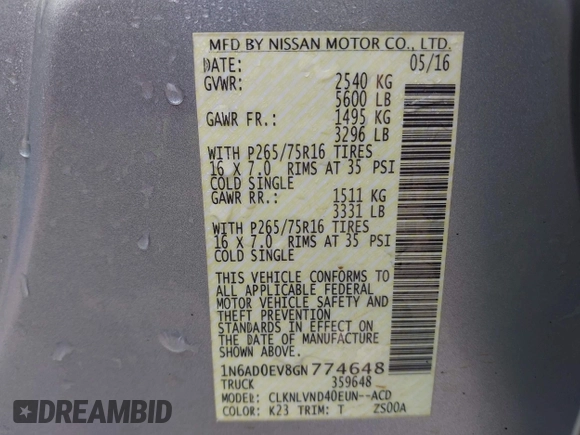 MFD BY NISSAN MOTOR CO., LTD.
DATE: 05/16
GVWR: 2540 KG
5600 LB
GAWR FR.: 1495 KG
3296 LB
WITH P265/75R16 TIRES
16 X 7.0 RIMS AT 35 PSI
COLD SINGLE
GAWR RR.: 1511 KG
3331 LB
WITH P265/75R16 TIRES
16 X 7.0 RIMS AT 35 PSI
COLD SINGLE
THIS VEHICLE CONFORMS TO
ALL APPLICABLE FEDERAL
MOTOR VEHICLE SAFETY AND
THEFT PREVENTION
STANDARDS IN EFFECT ON
THE DATE OF MANUFACTURE
SHOWN ABOVE.
1N6AD0EV8GN774648
TRUCK 359648
MODEL: CLKNLVND40EUN--ACD
COLOR: K23 TRIM: T ZS00A
DREAMBID.COM